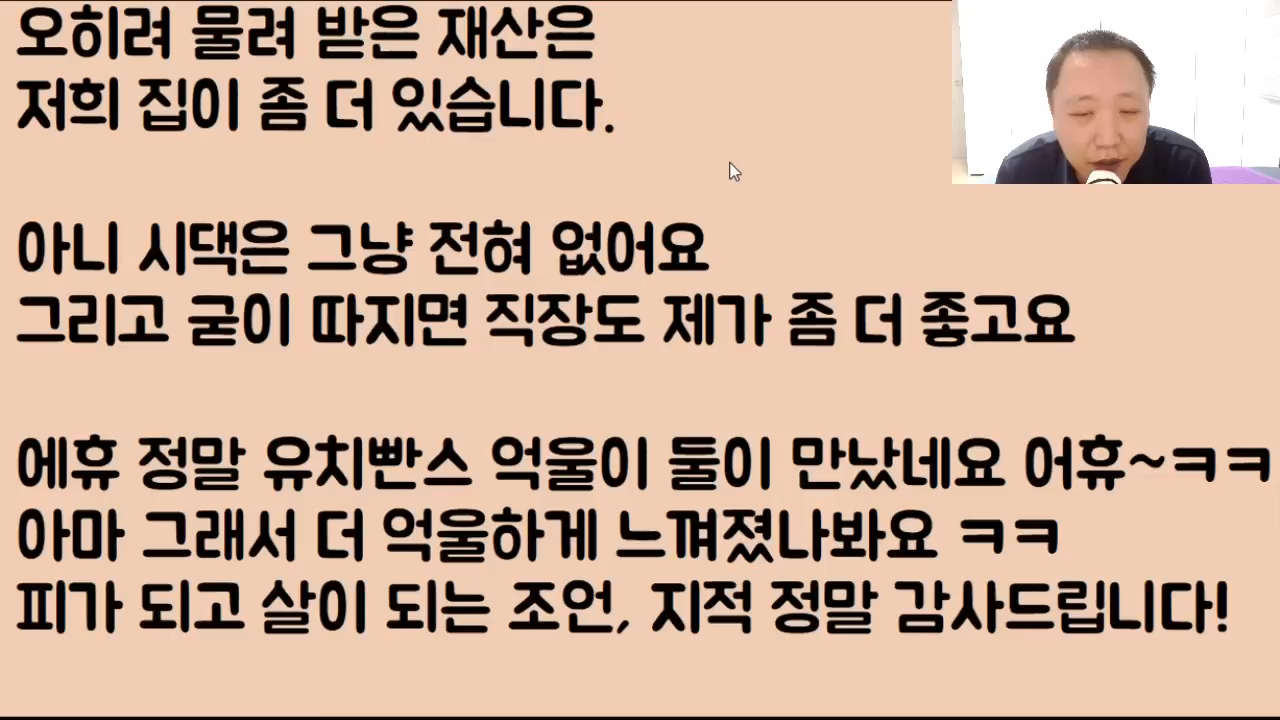 오히려 물려 받은 재산은
저희 집이 좀 더 있습니다.
아니 시댁은 그냥 전혀 없어요
그리고 굳이 따지면 직장도 제가 좀 더 좋고요
에휴 정말 유치빤스 억울이 둘이 만났네요 어휴~ㅋㅋ
아마 그래서 더 억울하게 느껴졌나봐요 ㅋㅋ
피가 되고 살이 되는 조언, 지적 정말 감사드립니다!